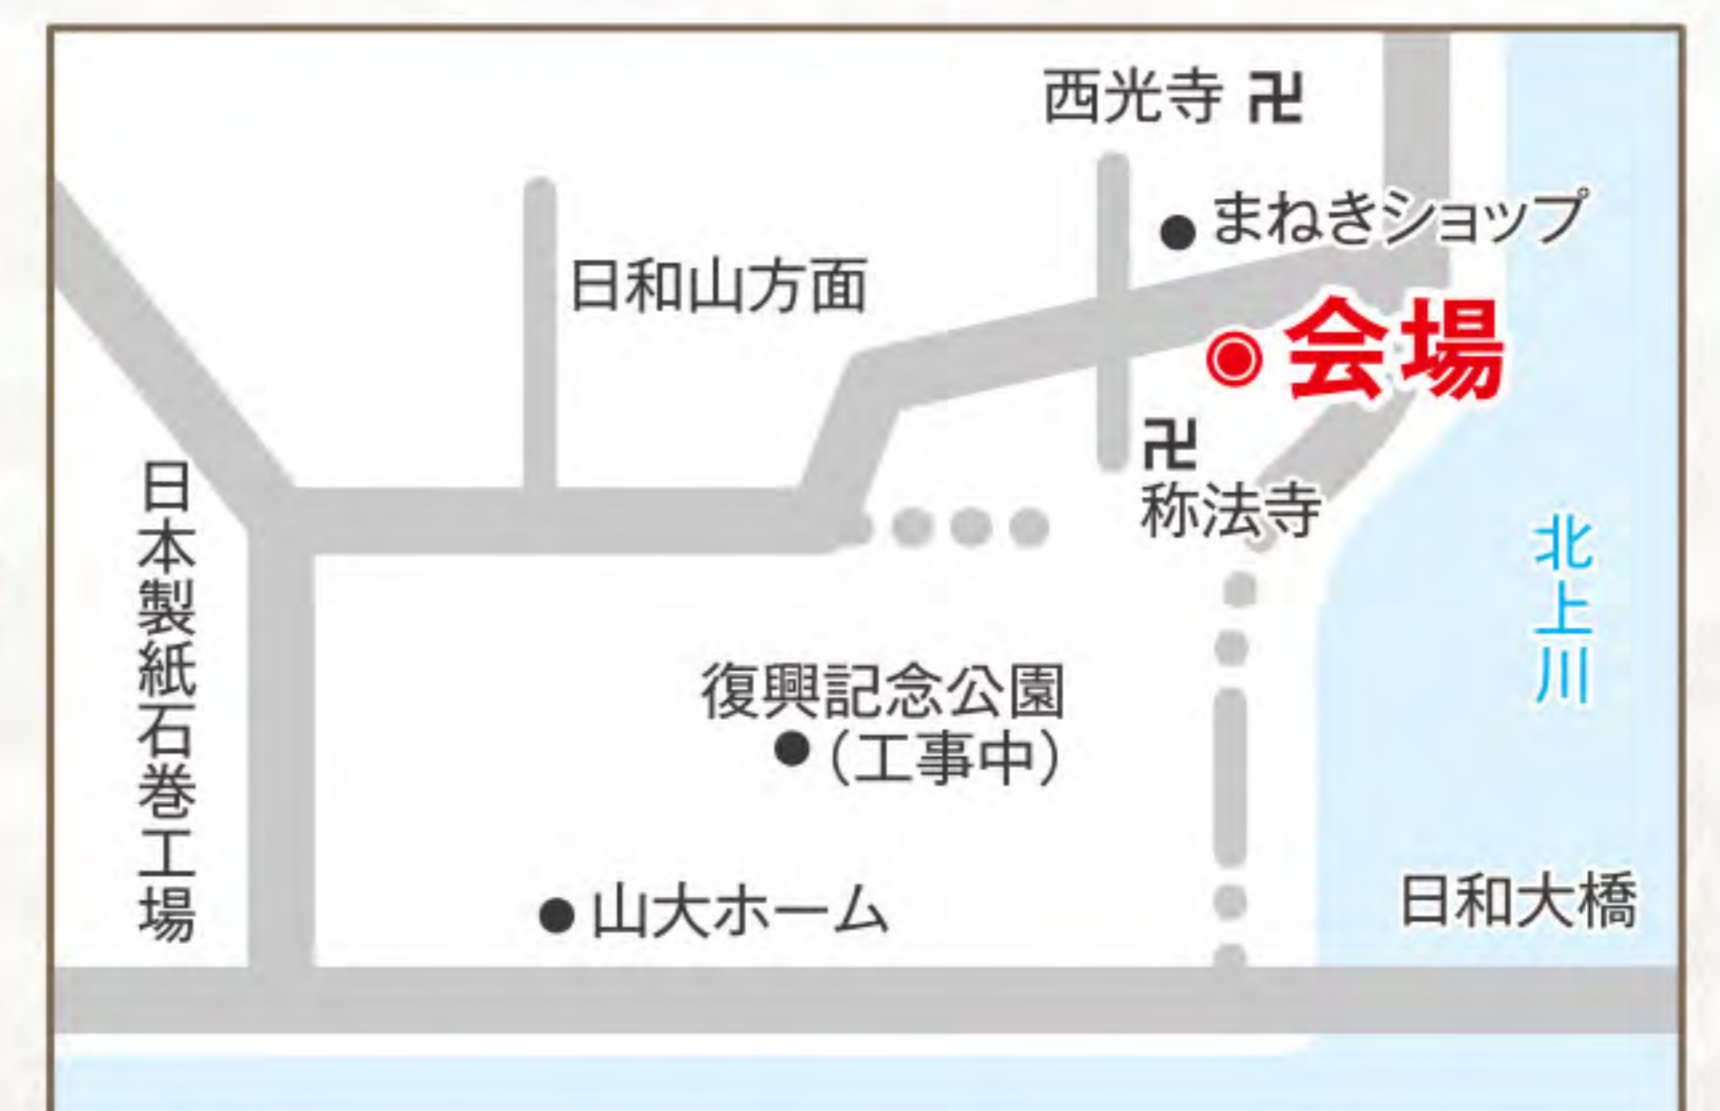 西光寺 卍
まねきショップ
日和山方面
会場
卍
称法寺
日本製紙石巻工場
北上川
復興記念公園
(工事中)
山大ホーム
日和大橋